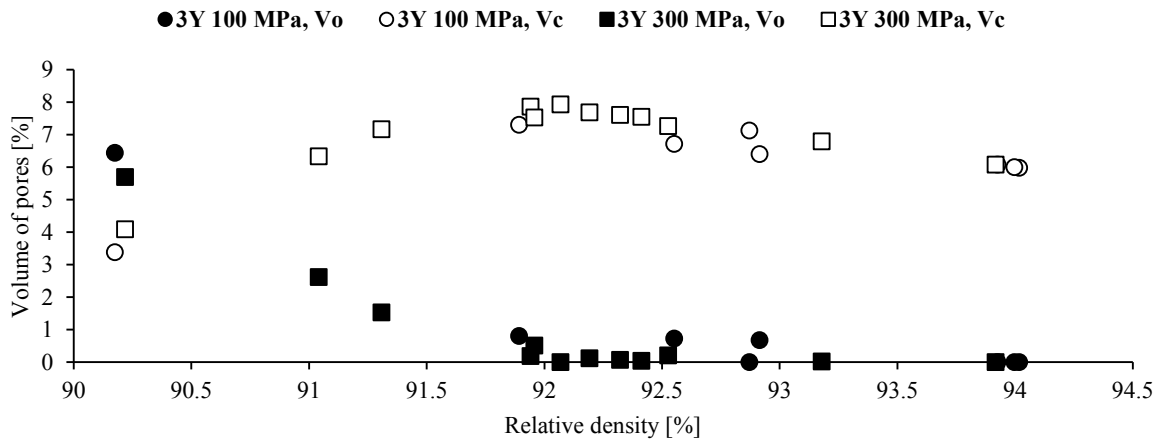 3Y 100 MPa, Vo 3Y 100 MPa, Vc 3Y 300 MPa, Vo 3Y 300 MPa, Vc
Volume of pores [%]
9
8
7
6
5
4
3
2
1
0
90 90.5 91 91.5 92 92.5 93 93.5 94 94.5
Relative density [%]